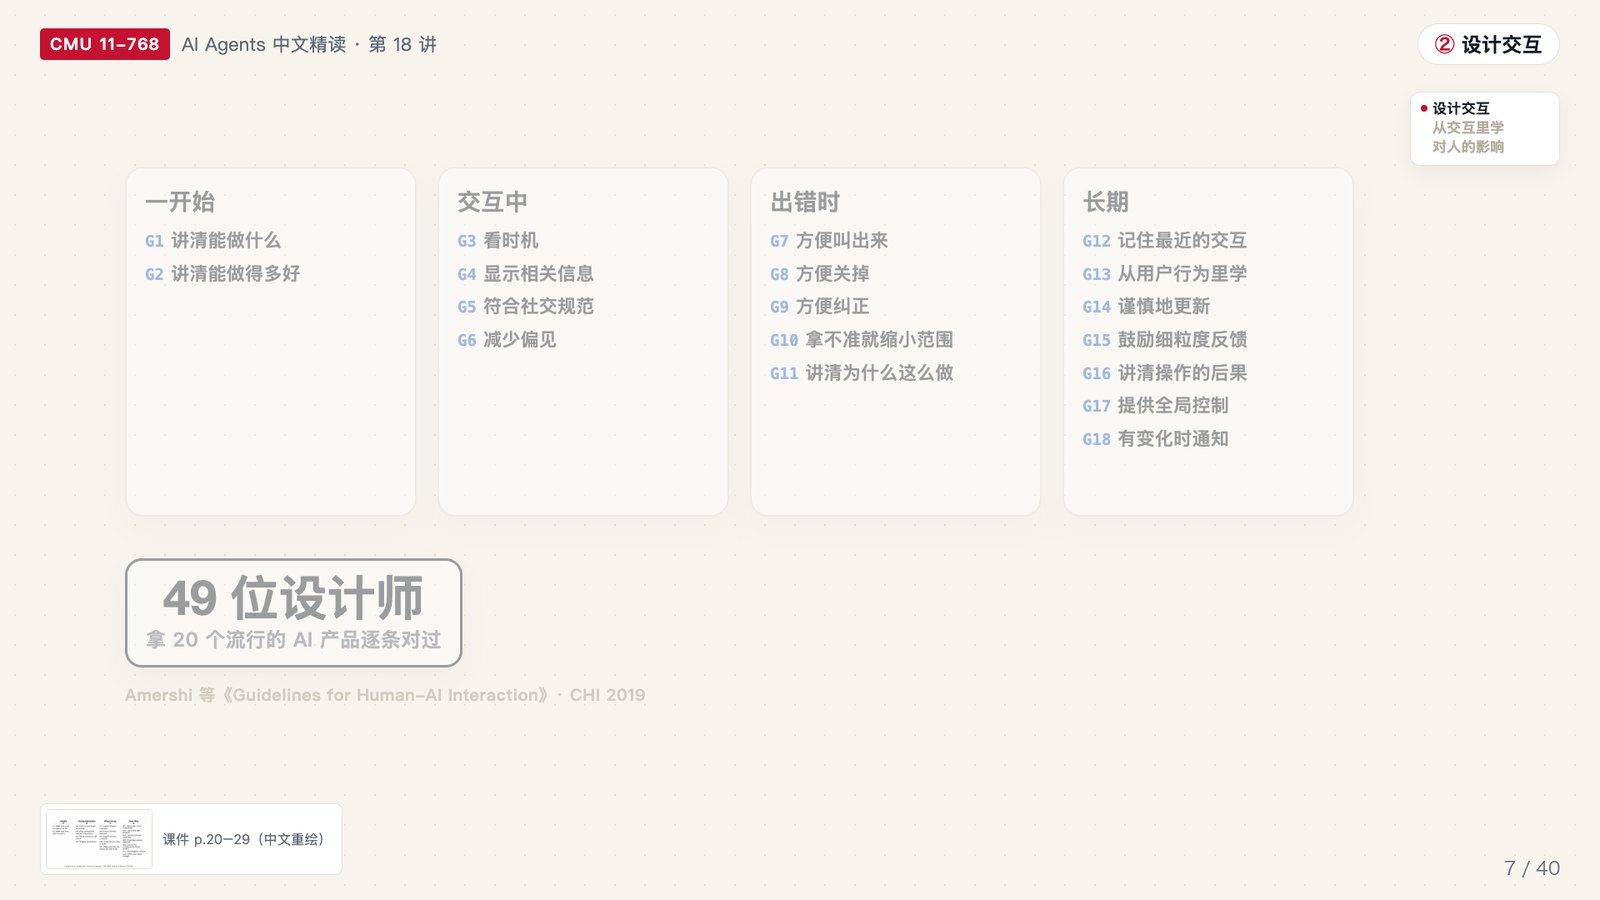 CMU 11-768 AI Agents 中文精读 · 第 18 讲
② 设计交互
设计交互
从交互里学
对人的影响
一开始
G1 讲清能做什么
G2 讲清能做得多好
交互中
G3 看时机
G4 显示相关信息
G5 符合社交规范
G6 减少偏见
出错时
G7 方便叫出来
G8 方便关掉
G9 方便纠正
G10 拿不准就缩小范围
G11 讲清为什么这么做
长期
G12 记住最近的交互
G13 从用户行为里学
G14 谨慎地更新
G15 鼓励细粒度反馈
G16 讲清操作的后果
G17 提供全局控制
G18 有变化时通知
49 位设计师
拿 20 个流行的 AI 产品逐条对过
Amershi 等《Guidelines for Human-AI Interaction》 · CHI 2019
课件 p.20—29（中文重绘）
7 / 40